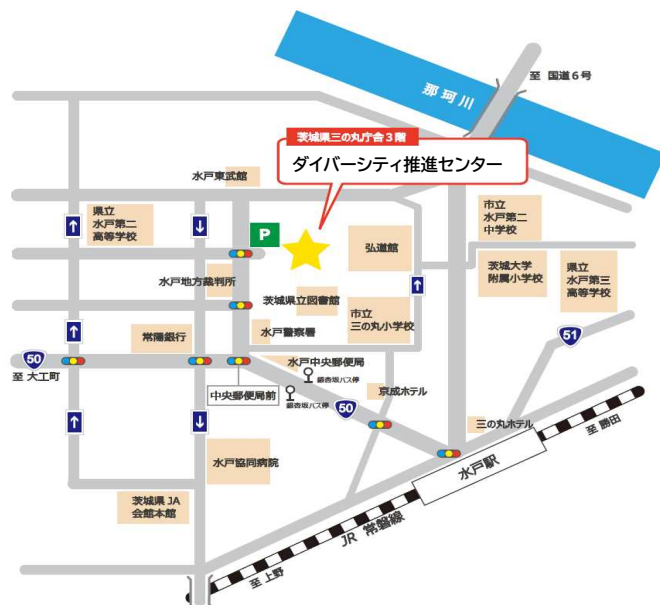 至 国道6号
那珂川
茨城県三の丸庁舎3階
ダイバーシティ推進センター
水戸東武館
県立
水戸第二
高等学校
P
弘道館
市立
水戸第二
中学校
水戸地方裁判所
茨城大学
附属小学校
県立
水戸第三
高等学校
茨城県立図書館
市立
三の丸小学校
常陽銀行
水戸警察署
51
50
至 大工町
水戸中央郵便局
銀杏坂バス停
中央郵便局前
銀杏坂バス停
50
京成ホテル
三の丸ホテル
至 勝田
水戸協同病院
水戸駅
茨城県 JA
会館本館
JR 常磐線
至 上野